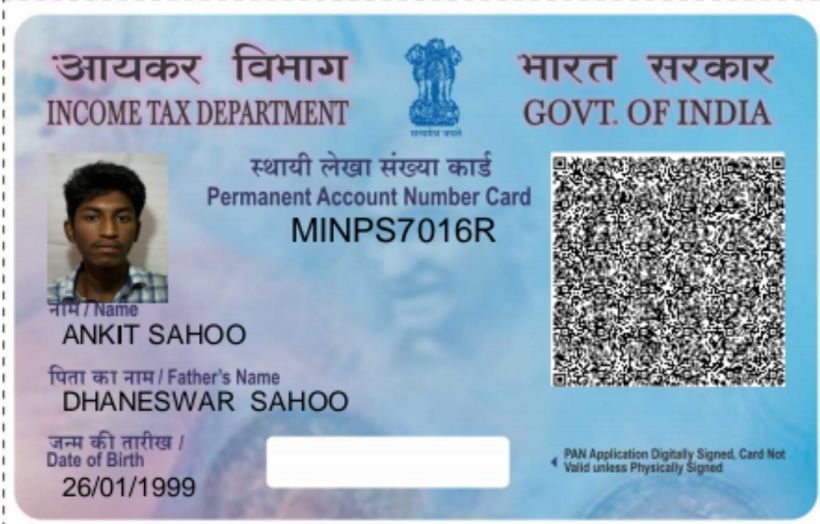 आयकर विभाग
INCOME TAX DEPARTMENT
सत्यमेव जयते
भारत सरकार
GOVT. OF INDIA
स्थायी लेखा संख्या कार्ड
Permanent Account Number Card
MINPS7016R
नाम / Name
ANKIT SAHOO
पिता का नाम / Father's Name
DHANESWAR SAHOO
जन्म की तारीख /
Date of Birth
26/01/1999
PAN Application Digitally Signed, Card Not
Valid unless Physically Signed